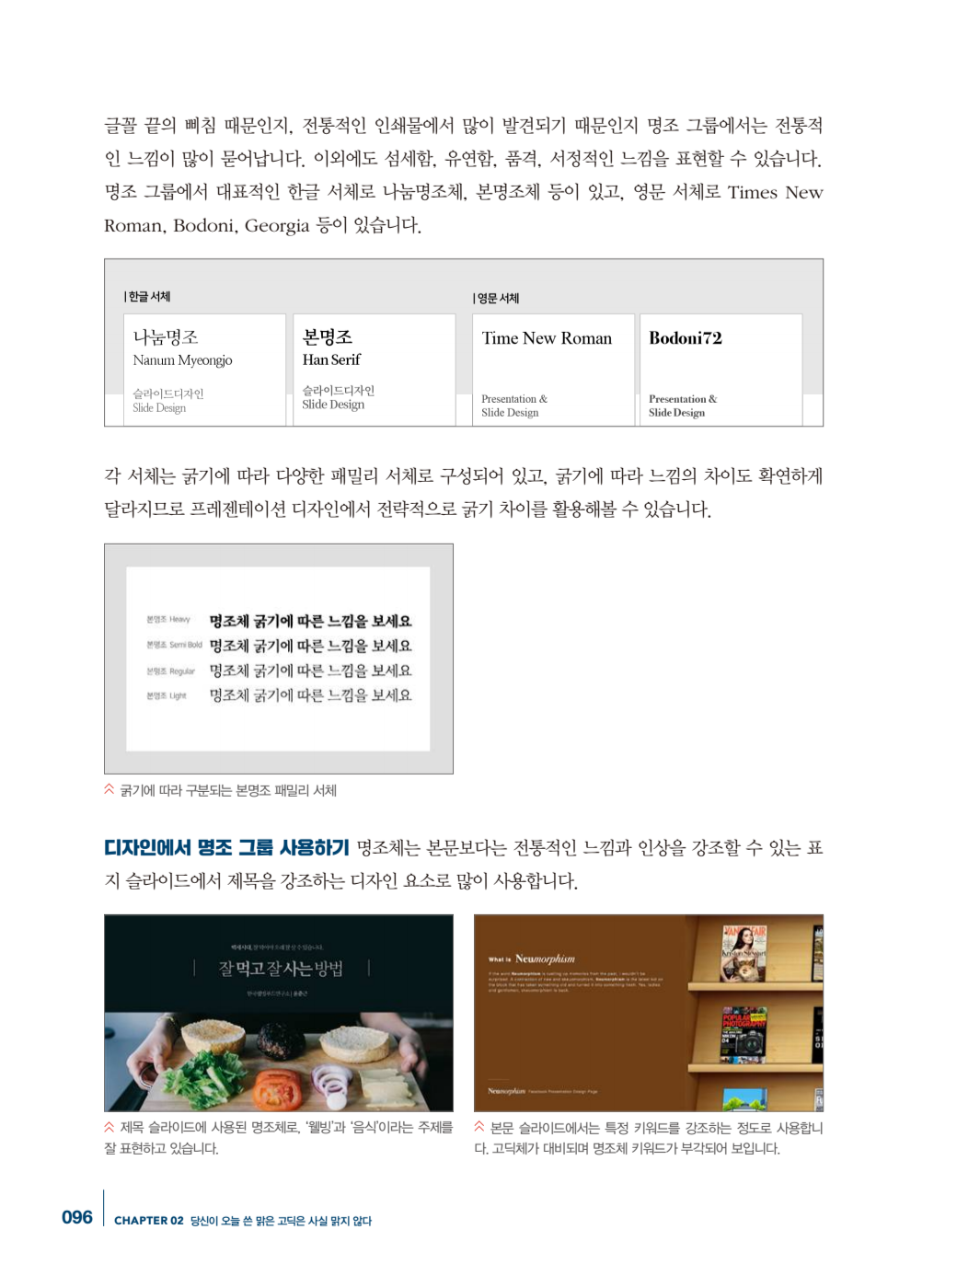 글꼴 끝의 삐침 때문인지, 전통적인 인쇄물에서 많이 발견되기 때문인지 명조 그룹에서는 전통적
인 느낌이 많이 묻어납니다. 이외에도 섬세함, 유연함, 품격, 서정적인 느낌을 표현할 수 있습니다.
명조 그룹에서 대표적인 한글 서체로 나눔명조체, 본명조체 등이 있고, 영문 서체로 Times New
Roman, Bodoni, Georgia 등이 있습니다.
| 한글 서체
나눔명조
Nanum Myeongjo
슬라이드디자인
Slide Design
본명조
Han Serif
슬라이드디자인
Slide Design
| 영문 서체
Time New Roman
Presentation &
Slide Design
Bodoni72
Presentation &
Slide Design
각 서체는 굵기에 따라 다양한 패밀리 서체로 구성되어 있고, 굵기에 따라 느낌의 차이도 확연하게
달라지므로 프레젠테이션 디자인에서 전략적으로 굵기 차이를 활용해볼 수 있습니다.
본명조 Heavy 명조체 굵기에 따른 느낌을 보세요
본명조 Semi Bold 명조체 굵기에 따른 느낌을 보세요
본명조 Regular 명조체 굵기에 따른 느낌을 보세요
본명조 Light 명조체 굵기에 따른 느낌을 보세요
굵기에 따라 구분되는 본명조 패밀리 서체
디자인에서 명조 그룹 사용하기 명조체는 본문보다는 전통적인 느낌과 인상을 강조할 수 있는 표
지 슬라이드에서 제목을 강조하는 디자인 요소로 많이 사용합니다.
잘 먹고 잘 사는 방법
제목 슬라이드에 사용된 명조체로, '웰빙'과 '음식'이라는 주제를
잘 표현하고 있습니다.
What is Neumorphism
Neumorphism
VANITY FAIR
POPULAR
PHOTOGRAPHY
본문 슬라이드에서는 특정 키워드를 강조하는 정도로 사용합니
다. 고딕체가 대비되며 명조체 키워드가 부각되어 보입니다.
096 CHAPTER 02 당신이 오늘 쓴 맑은 고딕은 사실 맑지 않다